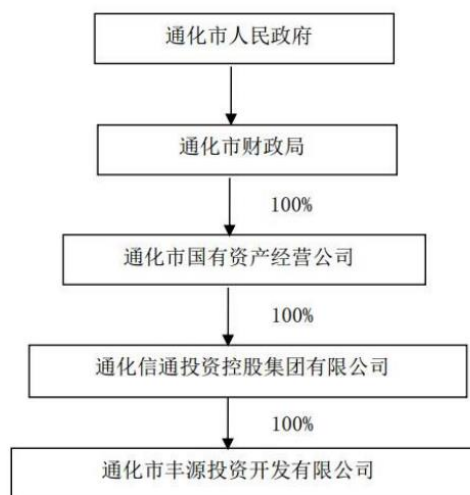 通化市人民政府
通化市财政局
100%
通化市国有资产经营公司
100%
通化信通投资控股集团有限公司
100%
通化市丰源投资开发有限公司